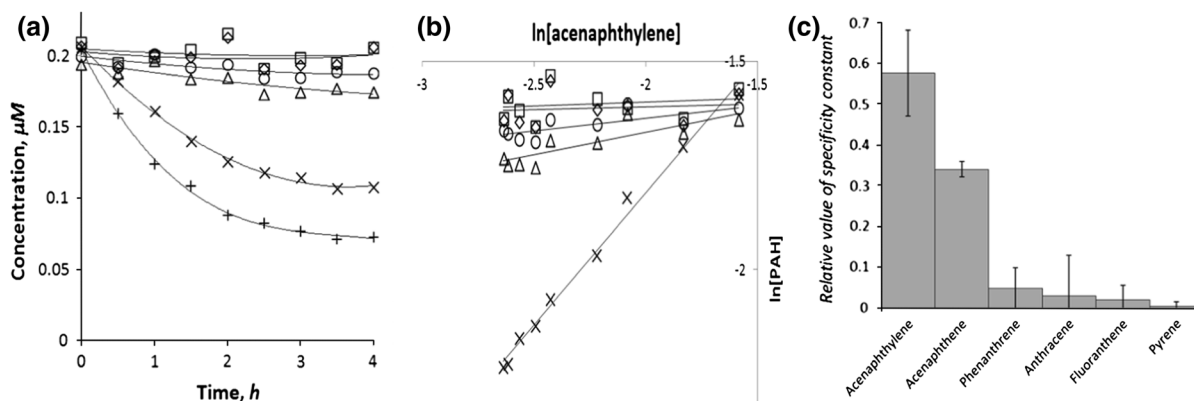 (a)
Concentration, μM
0.2
0.15
0.1
0.05
0
0 1 2 3 4
Time, h
(b)
ln[acenaphthylene]
-3 -2.5 -2 -1.5
-1.5
-2
ln[PAH]
(c)
Relative value of specificity constant
0.7
0.6
0.5
0.4
0.3
0.2
0.1
0
Acenaphthylene
Acenaphthene
Phenanthrene
Anthracene
Fluoranthene
Pyrene